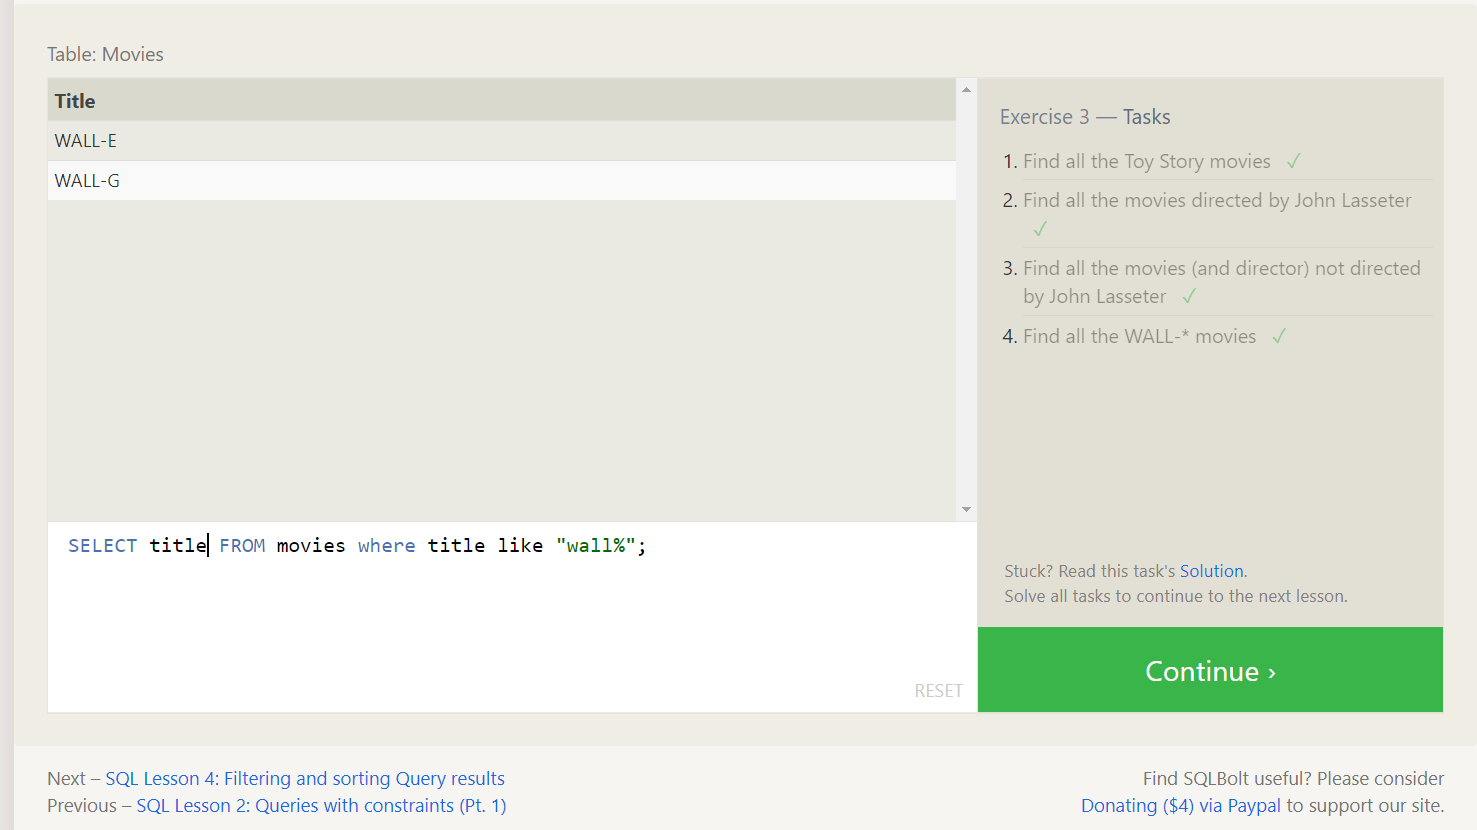 Table: Movies
Title
WALL-E
WALL-G
SELECT title FROM movies where title like "wall%";
RESET
Exercise 3 — Tasks
1. Find all the Toy Story movies ✓
2. Find all the movies directed by John Lasseter
✓
3. Find all the movies (and director) not directed
by John Lasseter ✓
4. Find all the WALL-* movies ✓
Stuck? Read this task's Solution.
Solve all tasks to continue to the next lesson.
Continue ›
Next – SQL Lesson 4: Filtering and sorting Query results
Previous – SQL Lesson 2: Queries with constraints (Pt. 1)
Find SQLBolt useful? Please consider
Donating ($4) via Paypal to support our site.